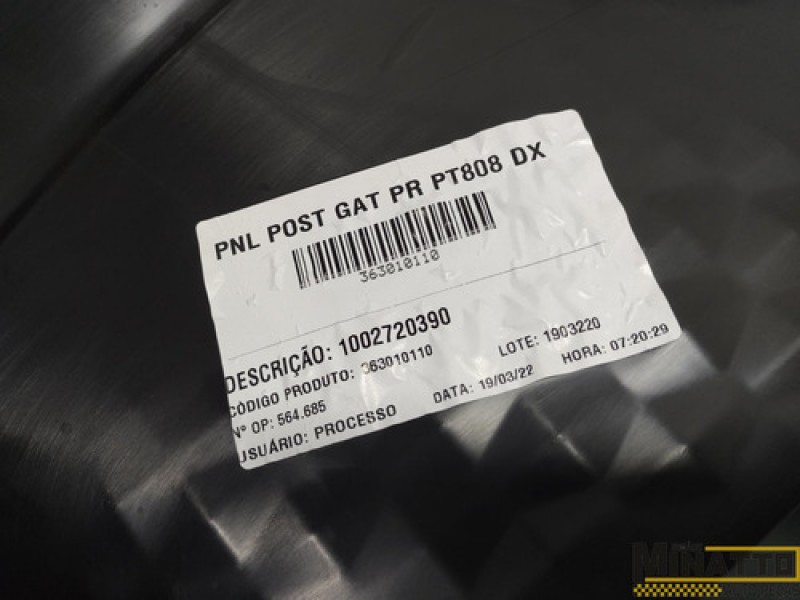 PNL POST GAT PR PT808 DX
363010110
DESCRIÇÃO: 1002720390
CÓDIGO PRODUTO: 363010110 LOTE: 1903220
Nº OP: 564.685 DATA: 19/03/22 HORA: 07:20:29
USUÁRIO: PROCESSO
MINATTO